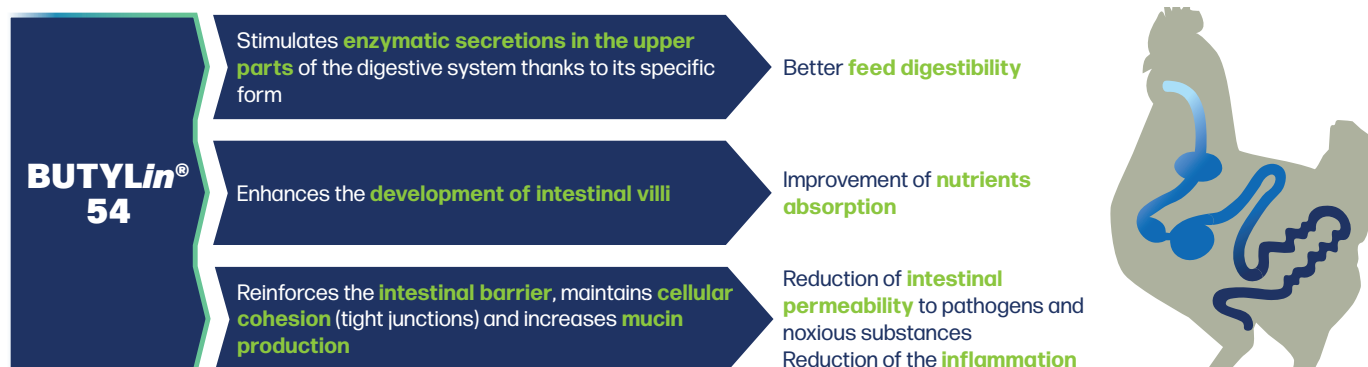 BUTYLin®
54
Stimulates enzymatic secretions in the upper
parts of the digestive system thanks to its specific
form
Better feed digestibility
Enhances the development of intestinal villi
Improvement of nutrients
absorption
Reinforces the intestinal barrier, maintains cellular
cohesion (tight junctions) and increases mucin
production
Reduction of intestinal
permeability to pathogens and
noxious substances
Reduction of the inflammation